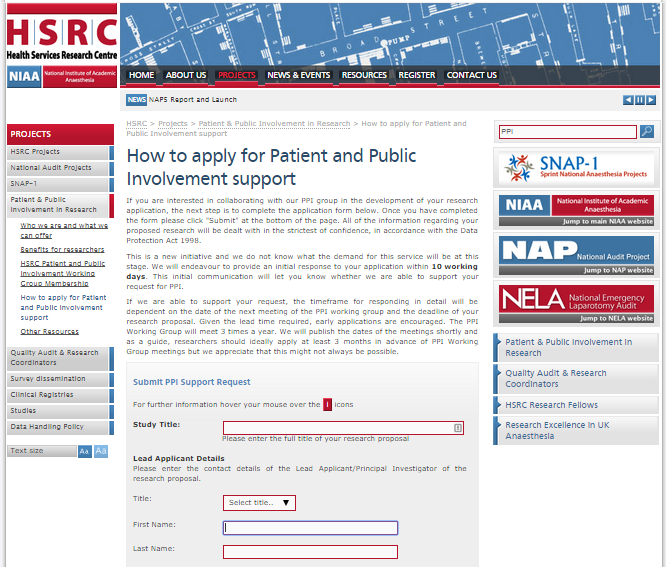 HSRC
Health Services Research Centre
NIAA National Institute of Academic
Anaesthesia
STREET
BROAD
HOME ABOUT US PROJECTS NEWS & EVENTS RESOURCES REGISTER CONTACT US
NEWS NAPS Report and Launch
PROJECTS
HSRC Projects
National Audit Projects
SNAP-1
Patient & Public
Involvement in Research
Who we are and what we
can offer
Benefits for researchers
HSRC Patient and Public
Involvement Working
Group Membership
How to apply for Patient
and Public Involvement
support
Other Resources
Quality Audit & Research
Coordinators
Survey dissemination
Clinical Registries
Studies
Data Handling Policy
Text size Aa Aa
HSRC > Projects > Patient & Public Involvement in Research > How to apply for Patient and
Public Involvement support
How to apply for Patient and Public
Involvement support
If you are interested in collaborating with our PPI group in the development of your research
application, the next step is to complete the application form below. Once you have completed
the form please click "Submit" at the bottom of the page. All of the information regarding your
proposed research will be dealt with in the strictest of confidence, in accordance with the Data
Protection Act 1998.
This is a new initiative and we do not know what the demand for this service will be at this
stage. We will endeavour to provide an initial response to your application within 10 working
days. This initial communication will let you know whether we are able to support your
request for PPI.
If we are able to support your request, the timeframe for responding in detail will be
dependent on the date of the next meeting of the PPI working group and the deadline of your
research proposal. Given the lead time required, early applications are encouraged. The PPI
Working Group will meet 3 times a year. We will publish the dates of the meetings shortly and
as a guide, researchers should ideally apply at least 3 months in advance of PPI Working
Group meetings but we appreciate that this might not always be possible.
Submit PPI Support Request
For further information hover your mouse over the I icons
Study Title:
Please enter the full title of your research proposal
Lead Applicant Details
Please enter the contact details of the Lead Applicant/Principal Investigator of the
research proposal.
Title: Select title..
First Name:
Last Name:
PPI
SNAP-1
Sprint National Anaesthesia Projects
NIAA National Institute of Academic
Anaesthesia
Jump to main NIAA website
NAP National Audit Project
Jump to NAP website
NELA National Emergency
Laparotomy Audit
Jump to NELA website
Patient & Public Involvement in
Research
Quality Audit & Research
Coordinators
HSRC Research Fellows
Research Excellence in UK
Anaesthesia